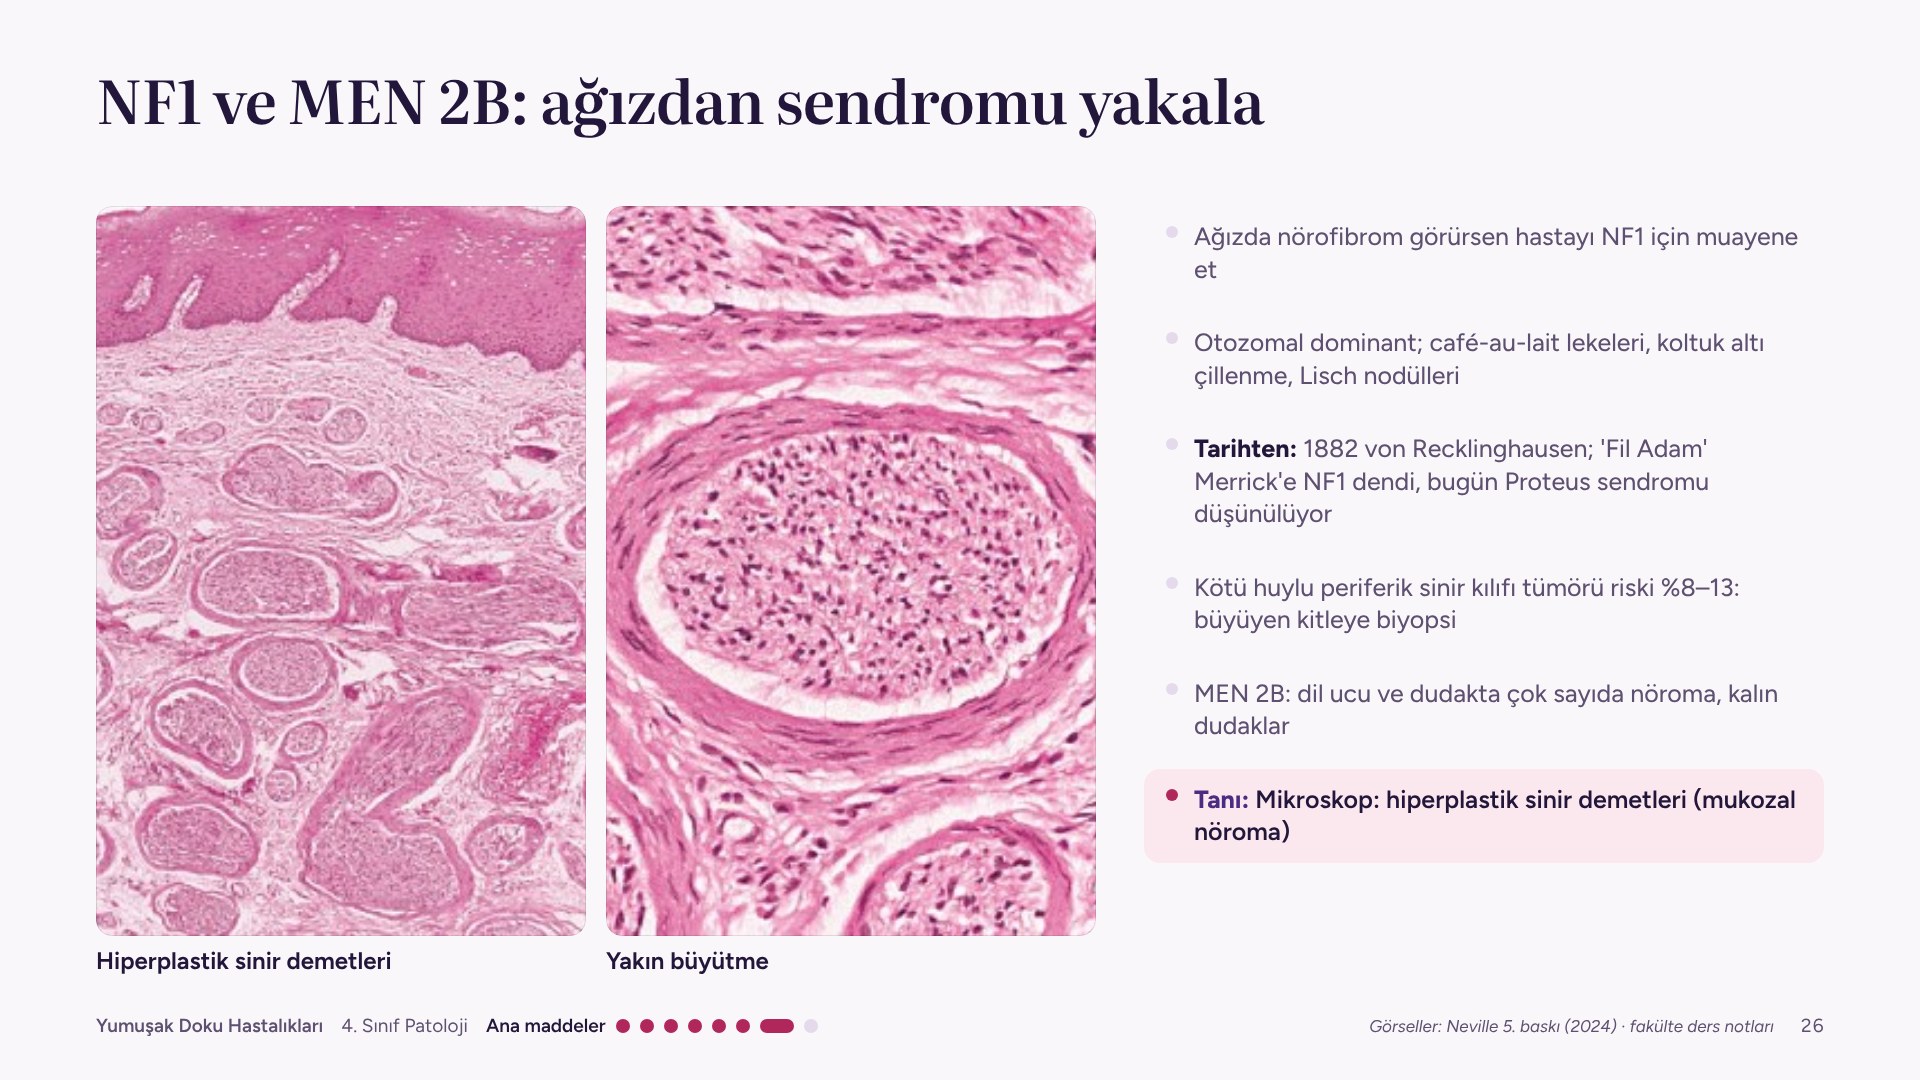 NF1 ve MEN 2B: ağızdan sendromu yakala
Hiperplastik sinir demetleri
Yakın büyütme
Ağızda nörofibrom görürsen hastayı NF1 için muayene
et
Otozomal dominant; café-au-lait lekeleri, koltuk altı
çillenme, Lisch nodülleri
Tarihten: 1882 von Recklinghausen; 'Fil Adam'
Merrick'e NF1 dendi, bugün Proteus sendromu
düşünülüyor
Kötü huylu periferik sinir kılıfı tümörü riski %8–13:
büyüyen kitleye biyopsi
MEN 2B: dil ucu ve dudakta çok sayıda nöroma, kalın
dudaklar
Tanı: Mikroskop: hiperplastik sinir demetleri (mukozal
nöroma)
Yumuşak Doku Hastalıkları 4. Sınıf Patoloji Ana maddeler
Görseller: Neville 5. baskı (2024) · fakülte ders notları 26